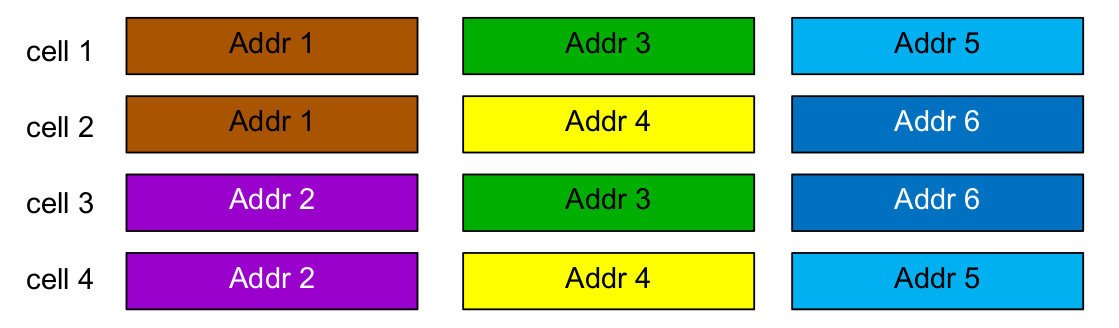 cell 1 Addr 1 Addr 3 Addr 5
cell 2 Addr 1 Addr 4 Addr 6
cell 3 Addr 2 Addr 3 Addr 6
cell 4 Addr 2 Addr 4 Addr 5